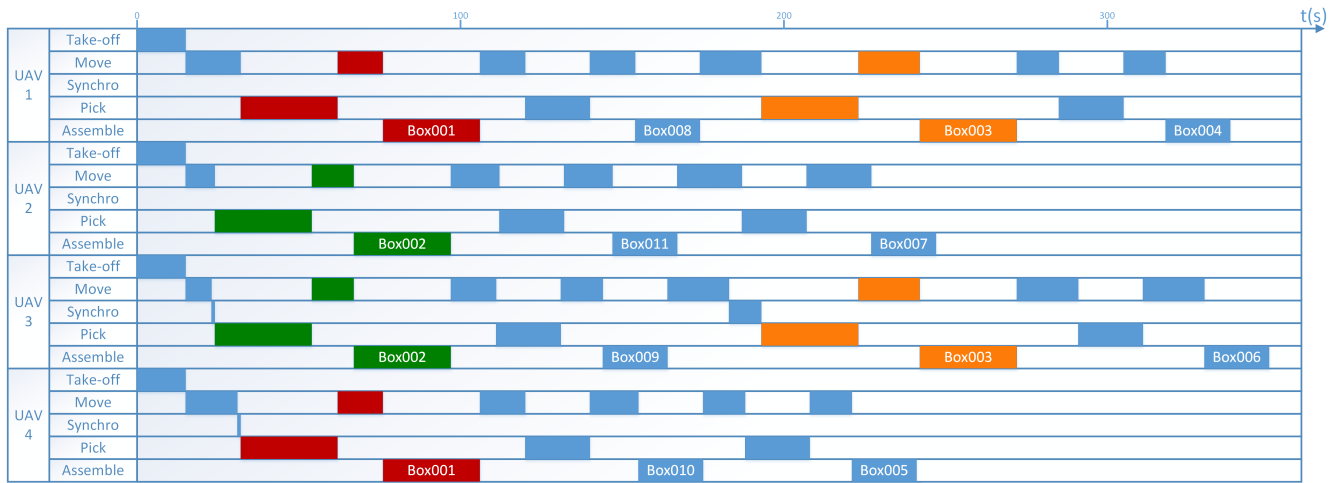 0 100 200 300 t(s)
UAV 1
Take-off
Move
Synchro
Pick
Assemble Box001 Box008 Box003 Box004
UAV 2
Take-off
Move
Synchro
Pick
Assemble Box002 Box011 Box007
UAV 3
Take-off
Move
Synchro
Pick
Assemble Box002 Box009 Box003 Box006
UAV 4
Take-off
Move
Synchro
Pick
Assemble Box001 Box010 Box005